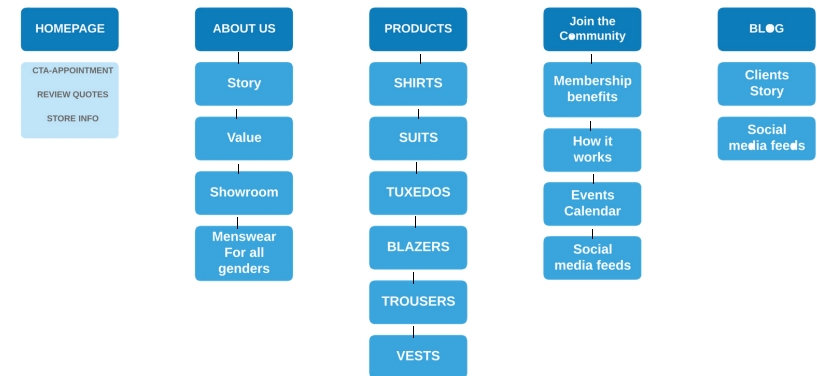 HOMEPAGE
CTA-APPOINTMENT
REVIEW QUOTES
STORE INFO
ABOUT US
Story
Value
Showroom
Menswear
For all
genders
PRODUCTS
SHIRTS
SUITS
TUXEDOS
BLAZERS
TROUSERS
VESTS
Join the
Community
Membership
benefits
How it
works
Events
Calendar
Social
media feeds
BLOG
Clients
Story
Social
media feeds